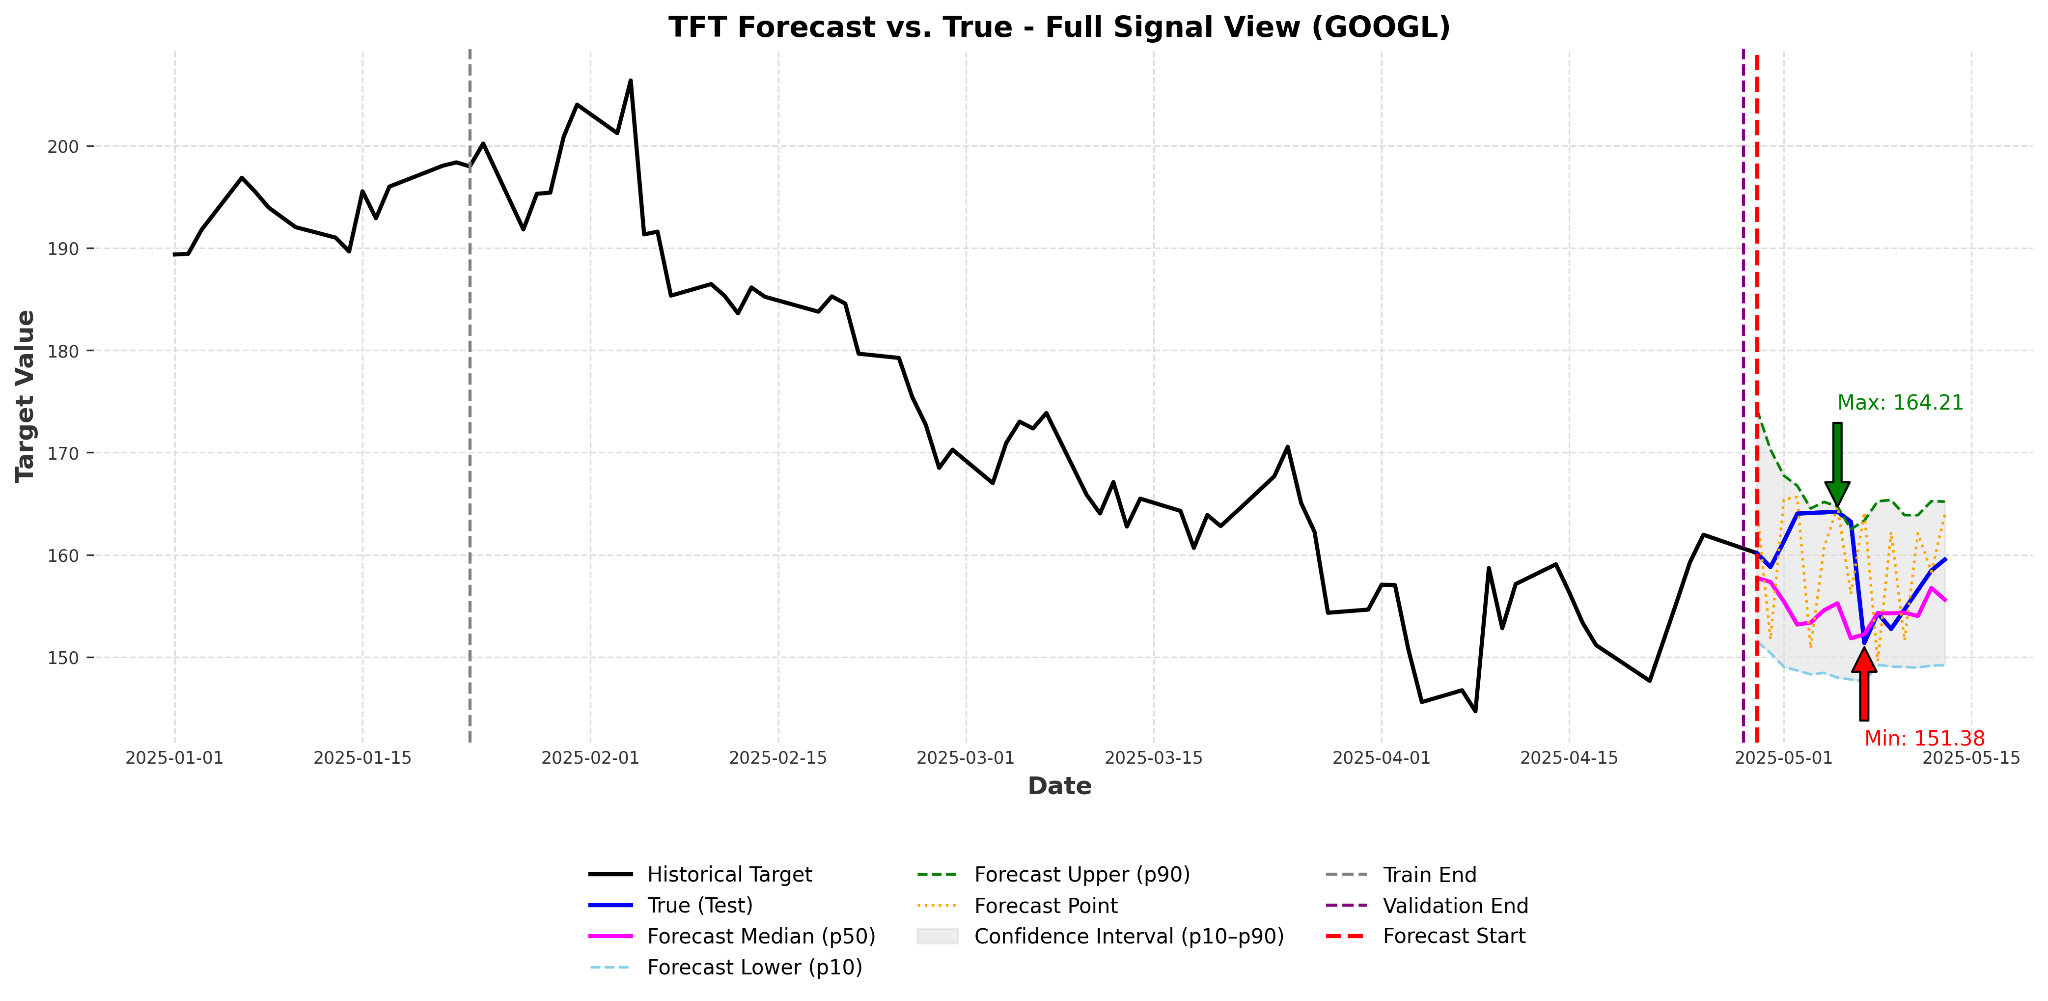 TFT Forecast vs. True - Full Signal View (GOOGL)
Target Value
200
190
180
170
160
150
Max: 164.21
Min: 151.38
2025-01-01
2025-01-15
2025-02-01
2025-02-15
2025-03-01
2025-03-15
2025-04-01
2025-04-15
2025-05-01
2025-05-15
Date
Historical Target
True (Test)
Forecast Median (p50)
Forecast Lower (p10)
Forecast Upper (p90)
Forecast Point
Confidence Interval (p10–p90)
Train End
Validation End
Forecast Start